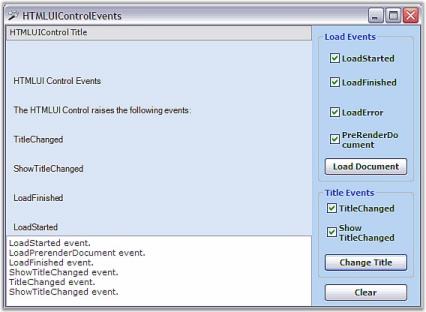 HTMLUIControlEvents
HTMLUIControl Title
HTMLUI Control Events
The HTMLUI Control raises the following events:
TitleChanged
ShowTitleChanged
LoadFinished
LoadStarted
LoadStarted event.
LoadPrerenderDocument event.
LoadFinished event.
ShowTitleChanged event.
TitleChanged event.
ShowTitleChanged event.
Load Events
LoadStarted
LoadFinished
LoadError
PreRenderDo
cument
Load Document
Title Events
TitleChanged
Show
TitleChanged
Change Title
Clear